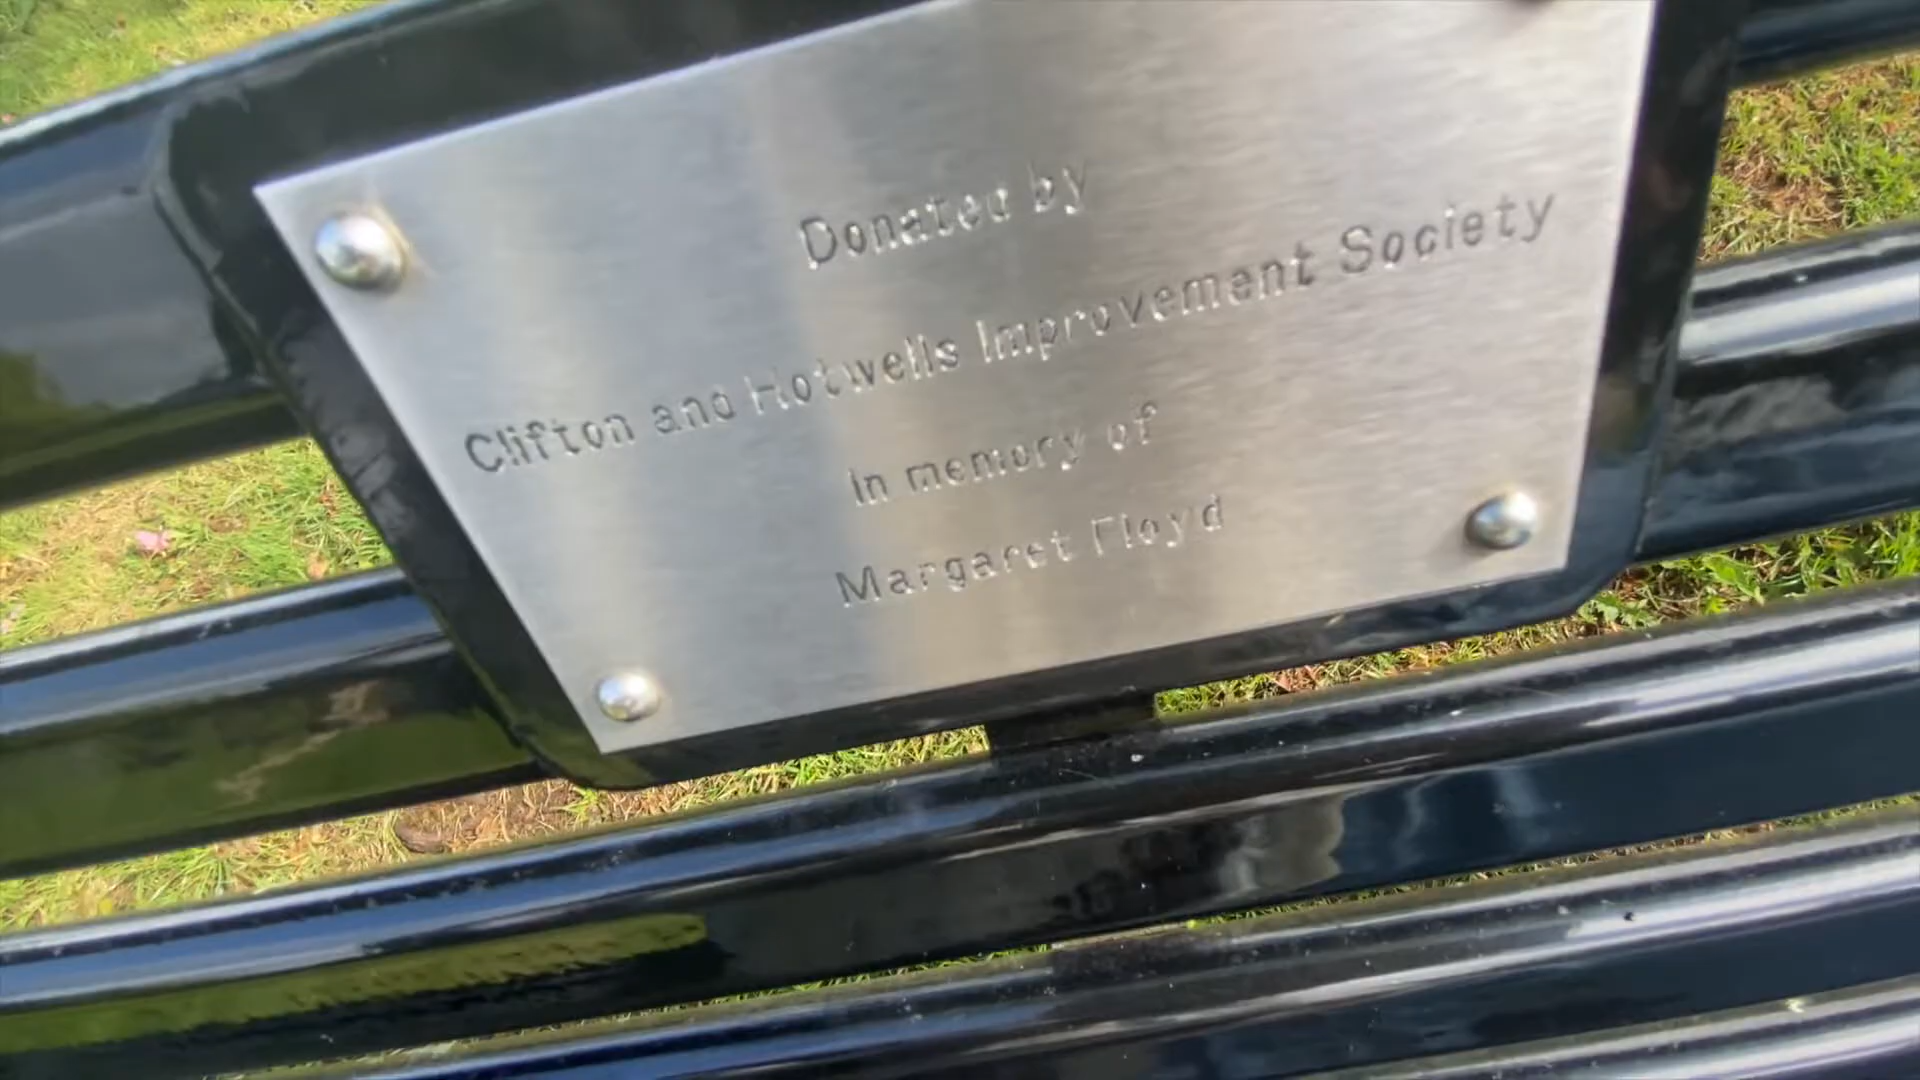 Donated by
Clifton and Hotwells Improvement Society
In memory of
Margaret Floyd